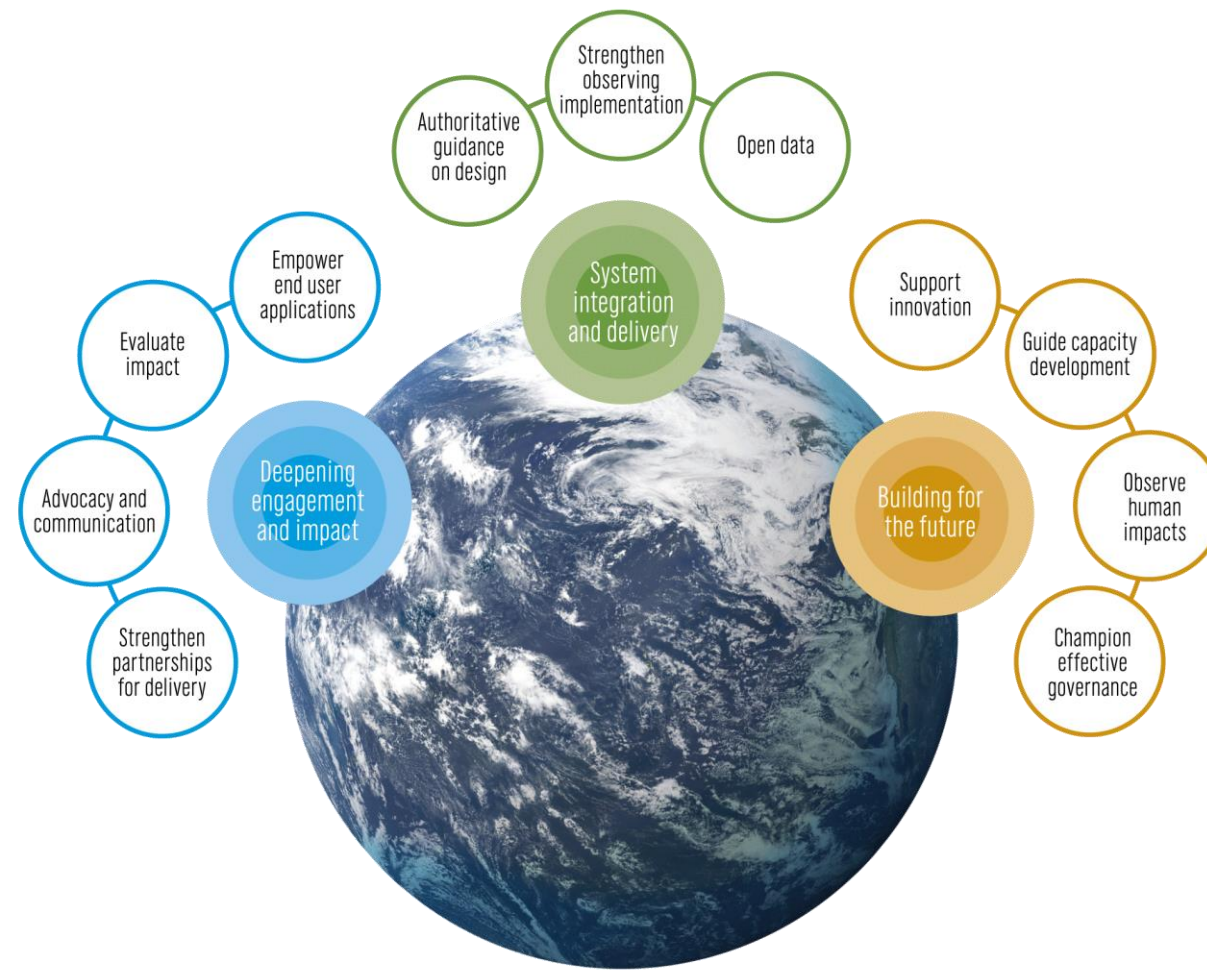 Strengthen
observing
implementation
Authoritative
guidance
on design
Open data
System
integration
and delivery
Empower
end user
applications
Evaluate
impact
Advocacy and
communication
Strengthen
partnerships
for delivery
Deepening
engagement
and impact
Support
innovation
Guide capacity
development
Observe
human
impacts
Champion
effective
governance
Building for
the future